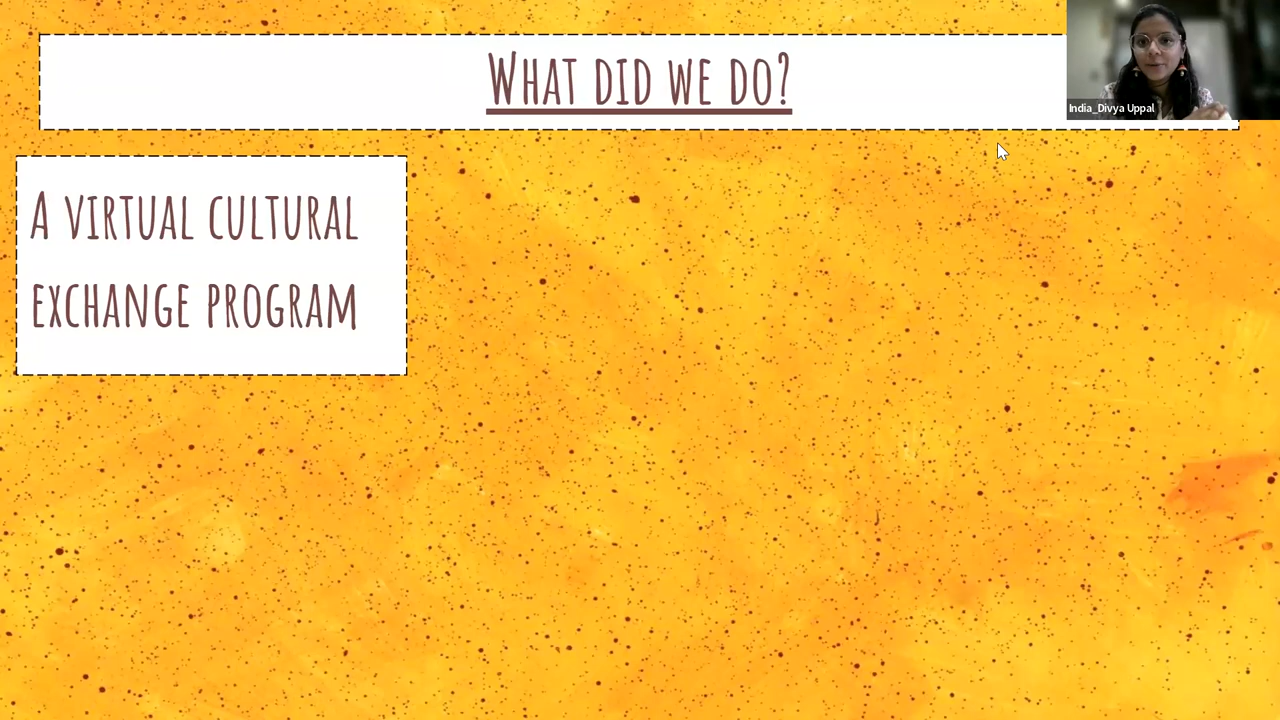 What did we do?
India_Divya Uppal
A virtual cultural
exchange program